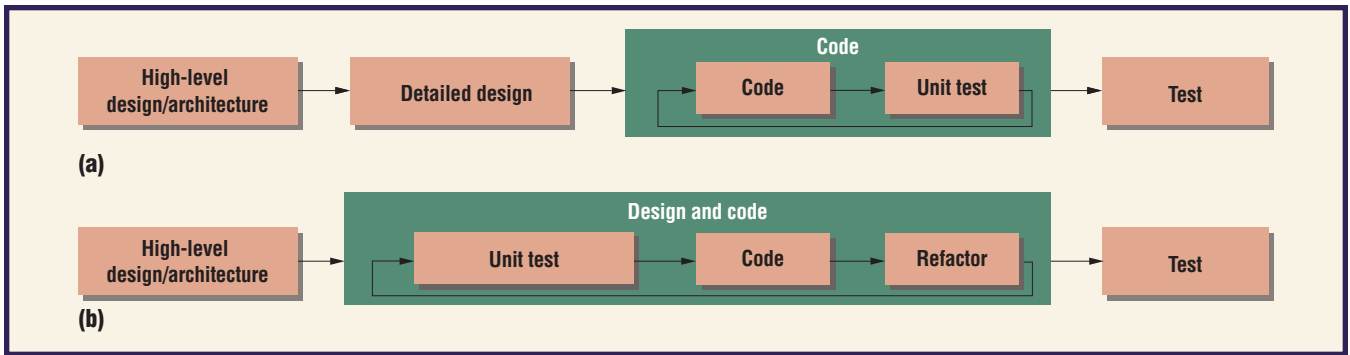 Code
High-level
design/architecture
Detailed design
Code
Unit test
Test
(a)
Design and code
High-level
design/architecture
Unit test
Code
Refactor
Test
(b)